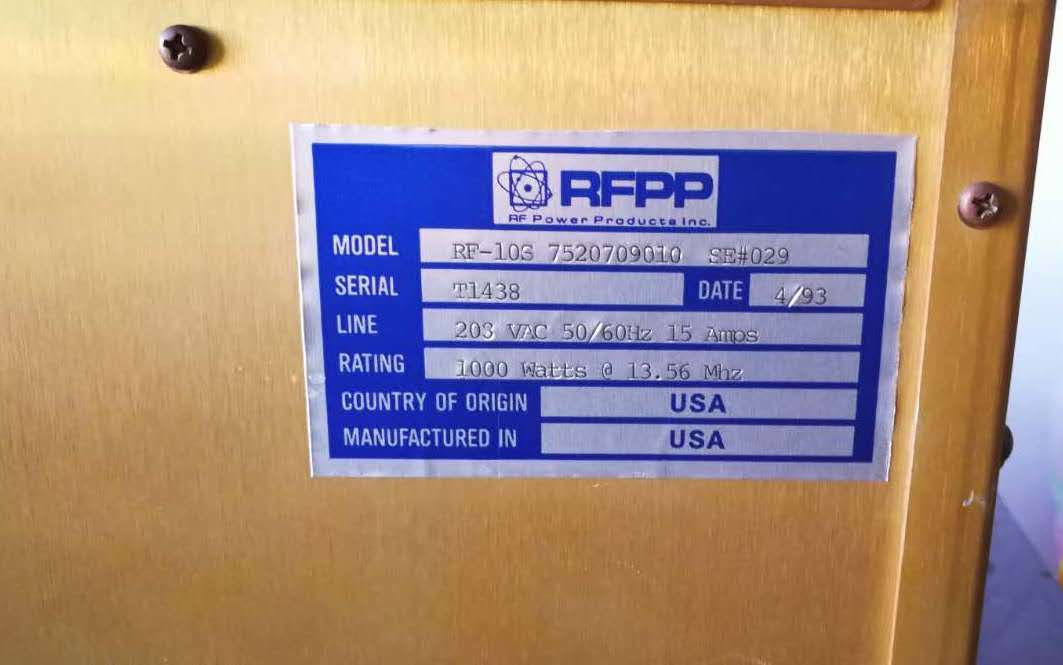 RFPP
RF Power Products Inc.
MODEL RF-10S 7520709010 SE#029
SERIAL T1438 DATE 4/93
LINE 208 VAC 50/60Hz 15 Amps
RATING 1000 Watts @ 13.56 Mhz
COUNTRY OF ORIGIN USA
MANUFACTURED IN USA